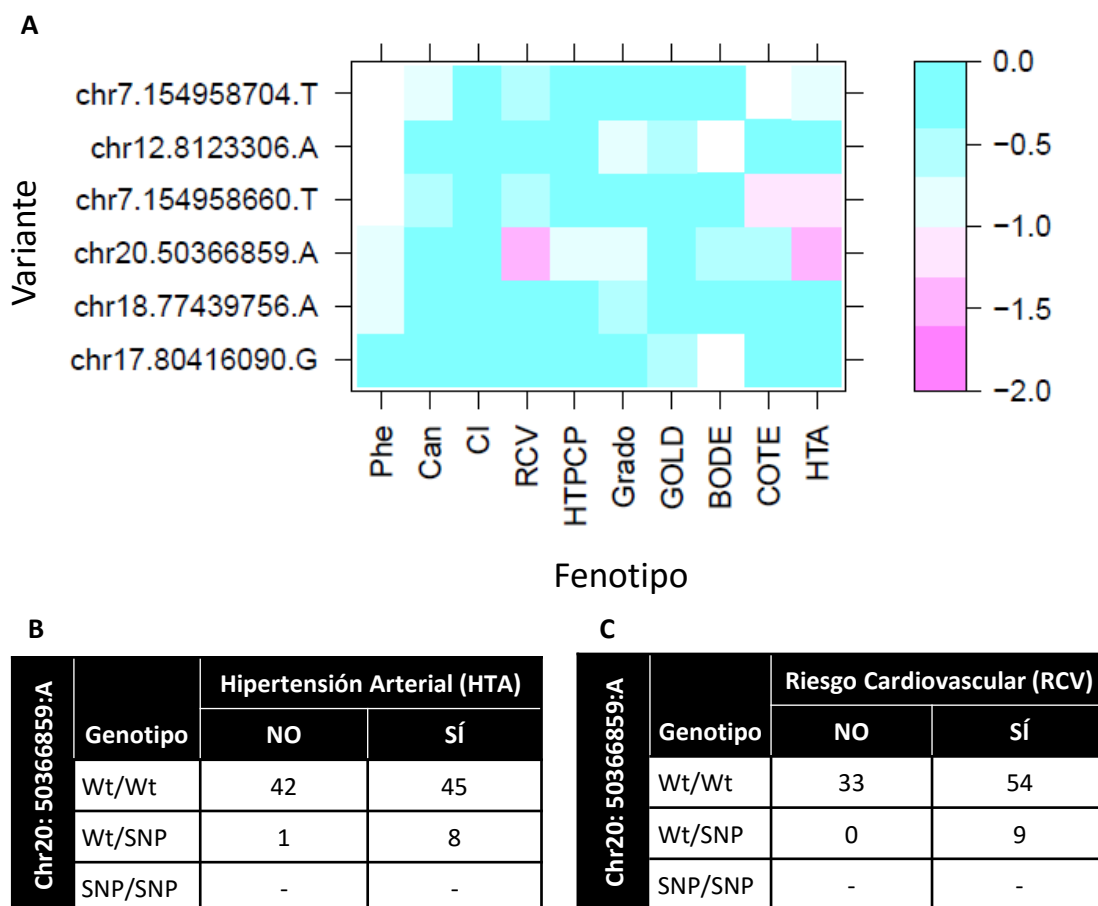 A
Variante
chr7.154958704.T
chr12.8123306.A
chr7.154958660.T
chr20.50366859.A
chr18.77439756.A
chr17.80416090.G
Phe
Can
CI
RCV
HTPCP
Grado
GOLD
BODE
COTE
HTA
Fenotipo
0.0
−0.5
−1.0
−1.5
−2.0
B
Chr20: 50366859:A
Genotipo
Hipertensión Arterial (HTA)
NO SÍ
Wt/Wt 42 45
Wt/SNP 1 8
SNP/SNP - -
C
Chr20: 50366859:A
Genotipo
Riesgo Cardiovascular (RCV)
NO SÍ
Wt/Wt 33 54
Wt/SNP 0 9
SNP/SNP - -